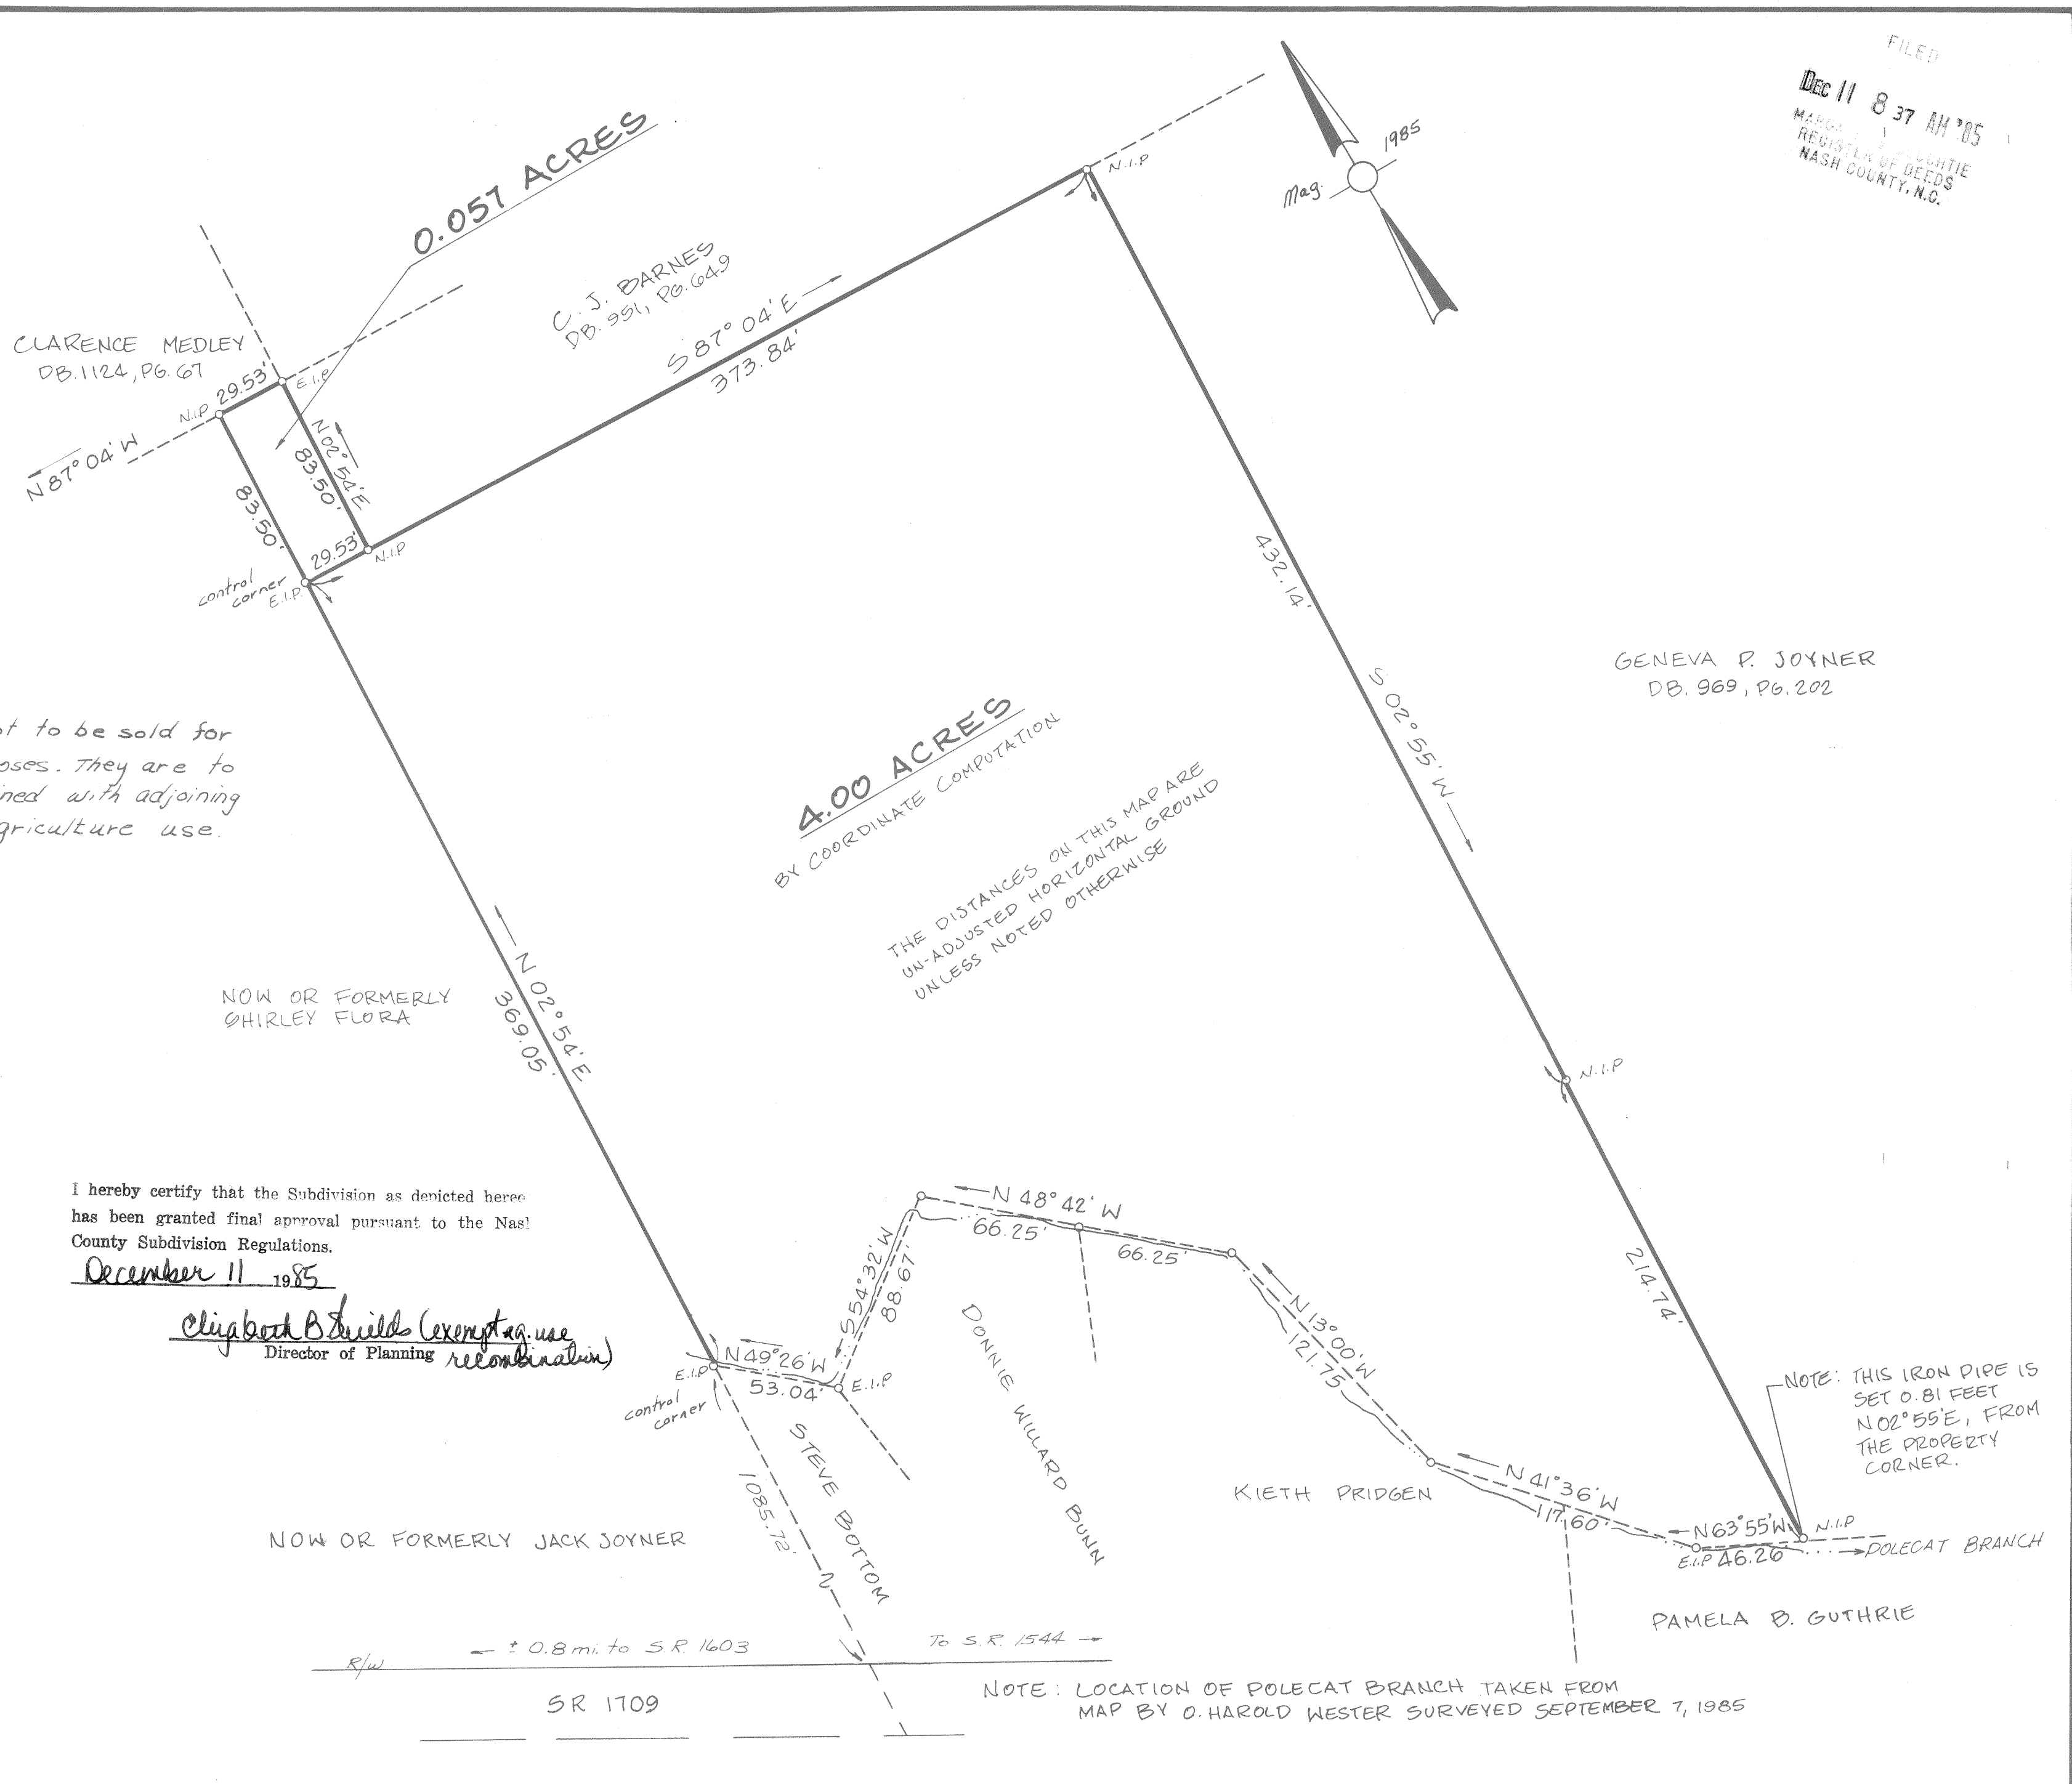 FILED
DEC 11 8 37 AM '85
REGISTER OF DEEDS
NASH COUNTY, N.C.
1985
Mag.
0.057 ACRES
C. J. BARNES
DB. 951, PG. 649
S 87° 04' E
373.84'
N.I.P
CLARENCE MEDLEY
DB. 1124, PG. 67
29.53'
E.I.P
N.I.P
N 87° 04' W
N 02° 54' E
83.50'
83.50'
29.53'
N.I.P
control
corner
E.I.P.
432.14'
S 02° 55' W
GENEVA P. JOYNER
DB. 969, PG. 202
to be sold for
They are to
with adjoining
griculture use.
4.00 ACRES
BY COORDINATE COMPUTATION
THE DISTANCES ON THIS MAP ARE
UN-ADJUSTED HORIZONTAL GROUND
UNLESS NOTED OTHERWISE
N 02° 54' E
369.05'
NOW OR FORMERLY
SHIRLEY FLORA
N.I.P
214.74'
I hereby certify that the Subdivision as depicted hereo
has been granted final approval pursuant to the Nas
County Subdivision Regulations.
December 11 1985
Elizabeth B Shields (exempt ag. use
Director of Planning recombination)
N 48° 42' W
66.25'
66.25'
S 54° 32' W
88.67'
N 13° 00' W
121.75
N 49° 26' W
53.04'
E.I.P
E.I.P
control
corner
STEVE BOTTOM
1085.72'
DONNIE WILLARD BUNN
KIETH PRIDGEN
N 41° 36' W
117.60'
N 63° 55' W
N.I.P
E.I.P 46.26'
POLECAT BRANCH
NOTE: THIS IRON PIPE IS
SET 0.81 FEET
N 02° 55' E, FROM
THE PROPERTY
CORNER.
NOW OR FORMERLY JACK JOYNER
PAMELA B. GUTHRIE
± 0.8 mi. to S.R. 1603
To S.R. 1544
R/W
SR 1709
NOTE: LOCATION OF POLECAT BRANCH TAKEN FROM
MAP BY O. HAROLD WESTER SURVEYED SEPTEMBER 7, 1985